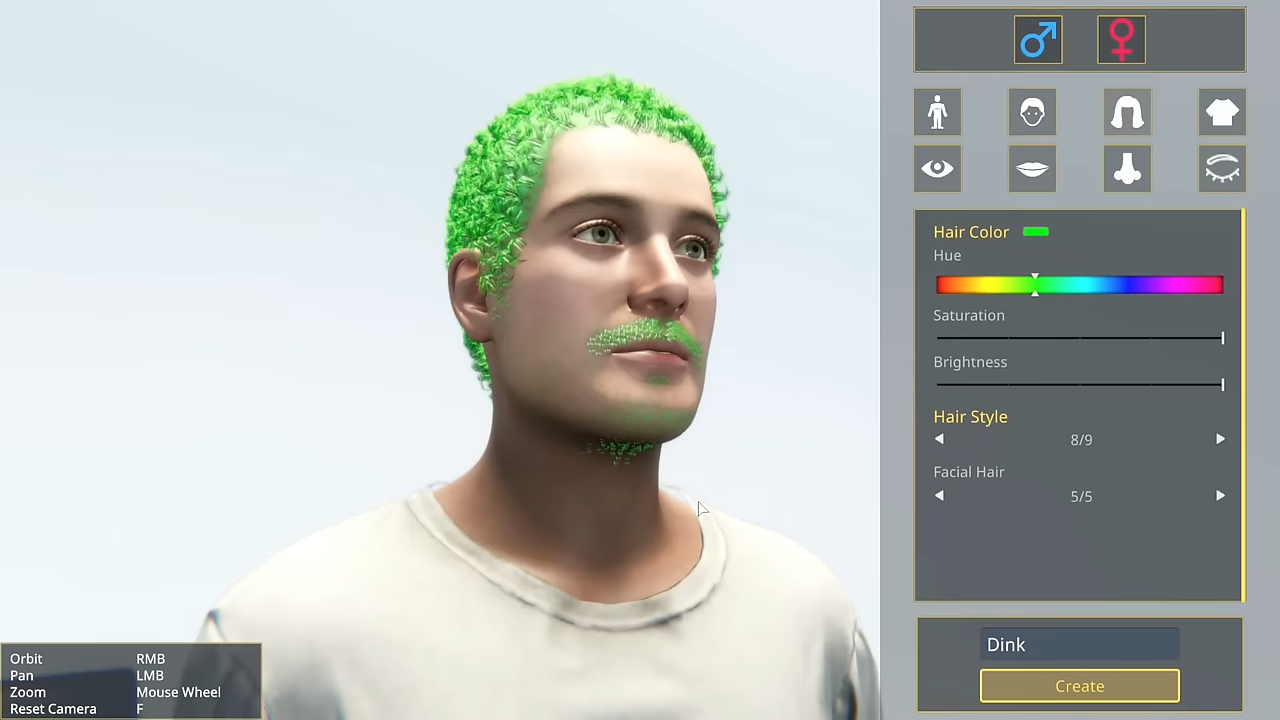 Hair Color
Hue
Saturation
Brightness
Hair Style
8/9
Facial Hair
5/5
Dink
Create
Orbit RMB
Pan LMB
Zoom Mouse Wheel
Reset Camera F